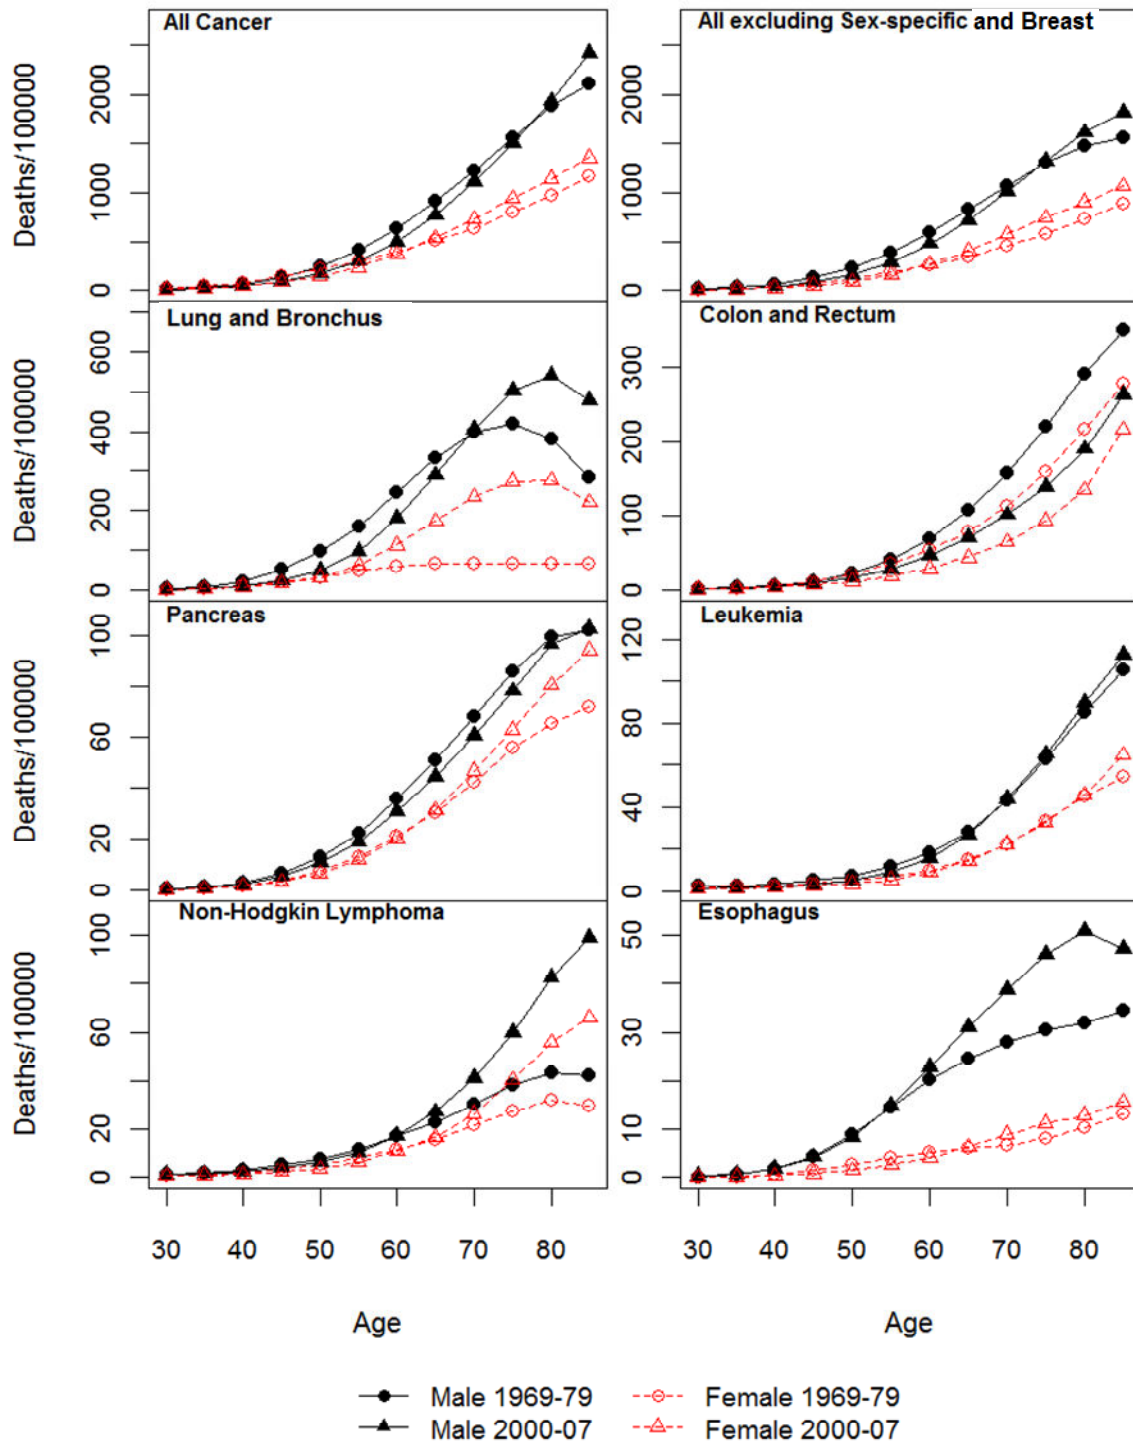 All Cancer
All excluding Sex-specific and Breast
Deaths/100000
0 1000 2000
0 1000 2000
Lung and Bronchus
Colon and Rectum
Deaths/100000
0 200 400 600
0 100 200 300
Pancreas
Leukemia
Deaths/100000
0 20 60 100
0 40 80 120
Non-Hodgkin Lymphoma
Esophagus
Deaths/100000
0 20 60 100
0 10 30 50
30 40 50 60 70 80
30 40 50 60 70 80
Age
Age
Male 1969-79
Female 1969-79
Male 2000-07
Female 2000-07